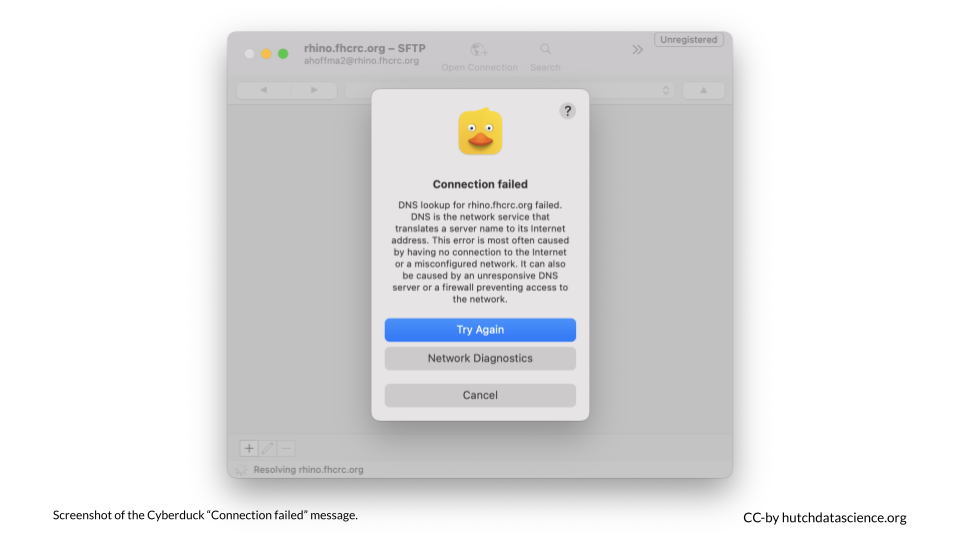 rhino.fhcrc.org – SFTP
ahoffma2@rhino.fhcrc.org
Open Connection
Search
Unregistered
?
Connection failed
DNS lookup for rhino.fhcrc.org failed.
DNS is the network service that
translates a server name to its Internet
address. This error is most often caused
by having no connection to the Internet
or a misconfigured network. It can also
be caused by an unresponsive DNS
server or a firewall preventing access to
the network.
Try Again
Network Diagnostics
Cancel
Resolving rhino.fhcrc.org
Screenshot of the Cyberduck “Connection failed” message.
CC-by hutchdatascience.org